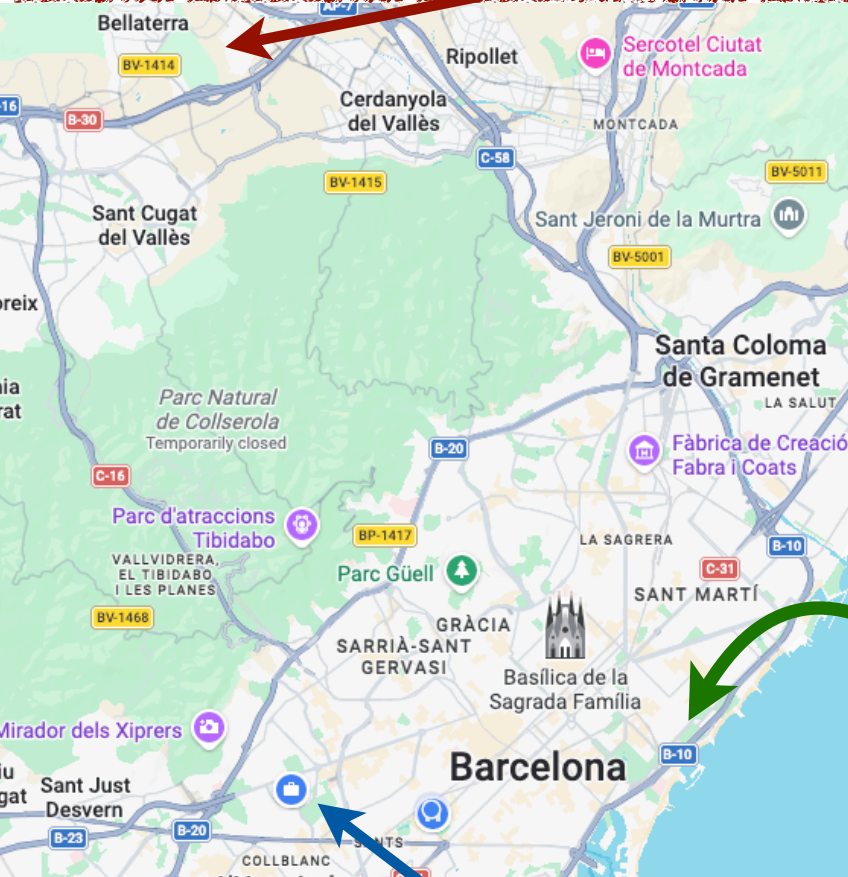 AP-7
Bellaterra
BV-1414
Ripollet
Sercotel Ciutat
de Montcada
Cerdanyola
del Vallès
B-30
MONTCADA
C-58
BV-1415
BV-5011
Sant Cugat
del Vallès
Sant Jeroni de la Murtra
BV-5001
Santa Coloma
de Gramenet
Parc Natural
de Collserola
Temporarily closed
LA SALUT
B-20
Fàbrica de Creació
Fabra i Coats
C-16
Parc d'atraccions
Tibidabo
BP-1417
LA SAGRERA
B-10
VALLVIDRERA,
EL TIBIDABO
I LES PLANES
Parc Güell
C-31
SANT MARTÍ
BV-1468
GRÀCIA
SARRIÀ-SANT
GERVASI
Basílica de la
Sagrada Família
Mirador dels Xiprers
B-10
Barcelona
Sant Just
Desvern
B-23
B-20
COLLBLANC